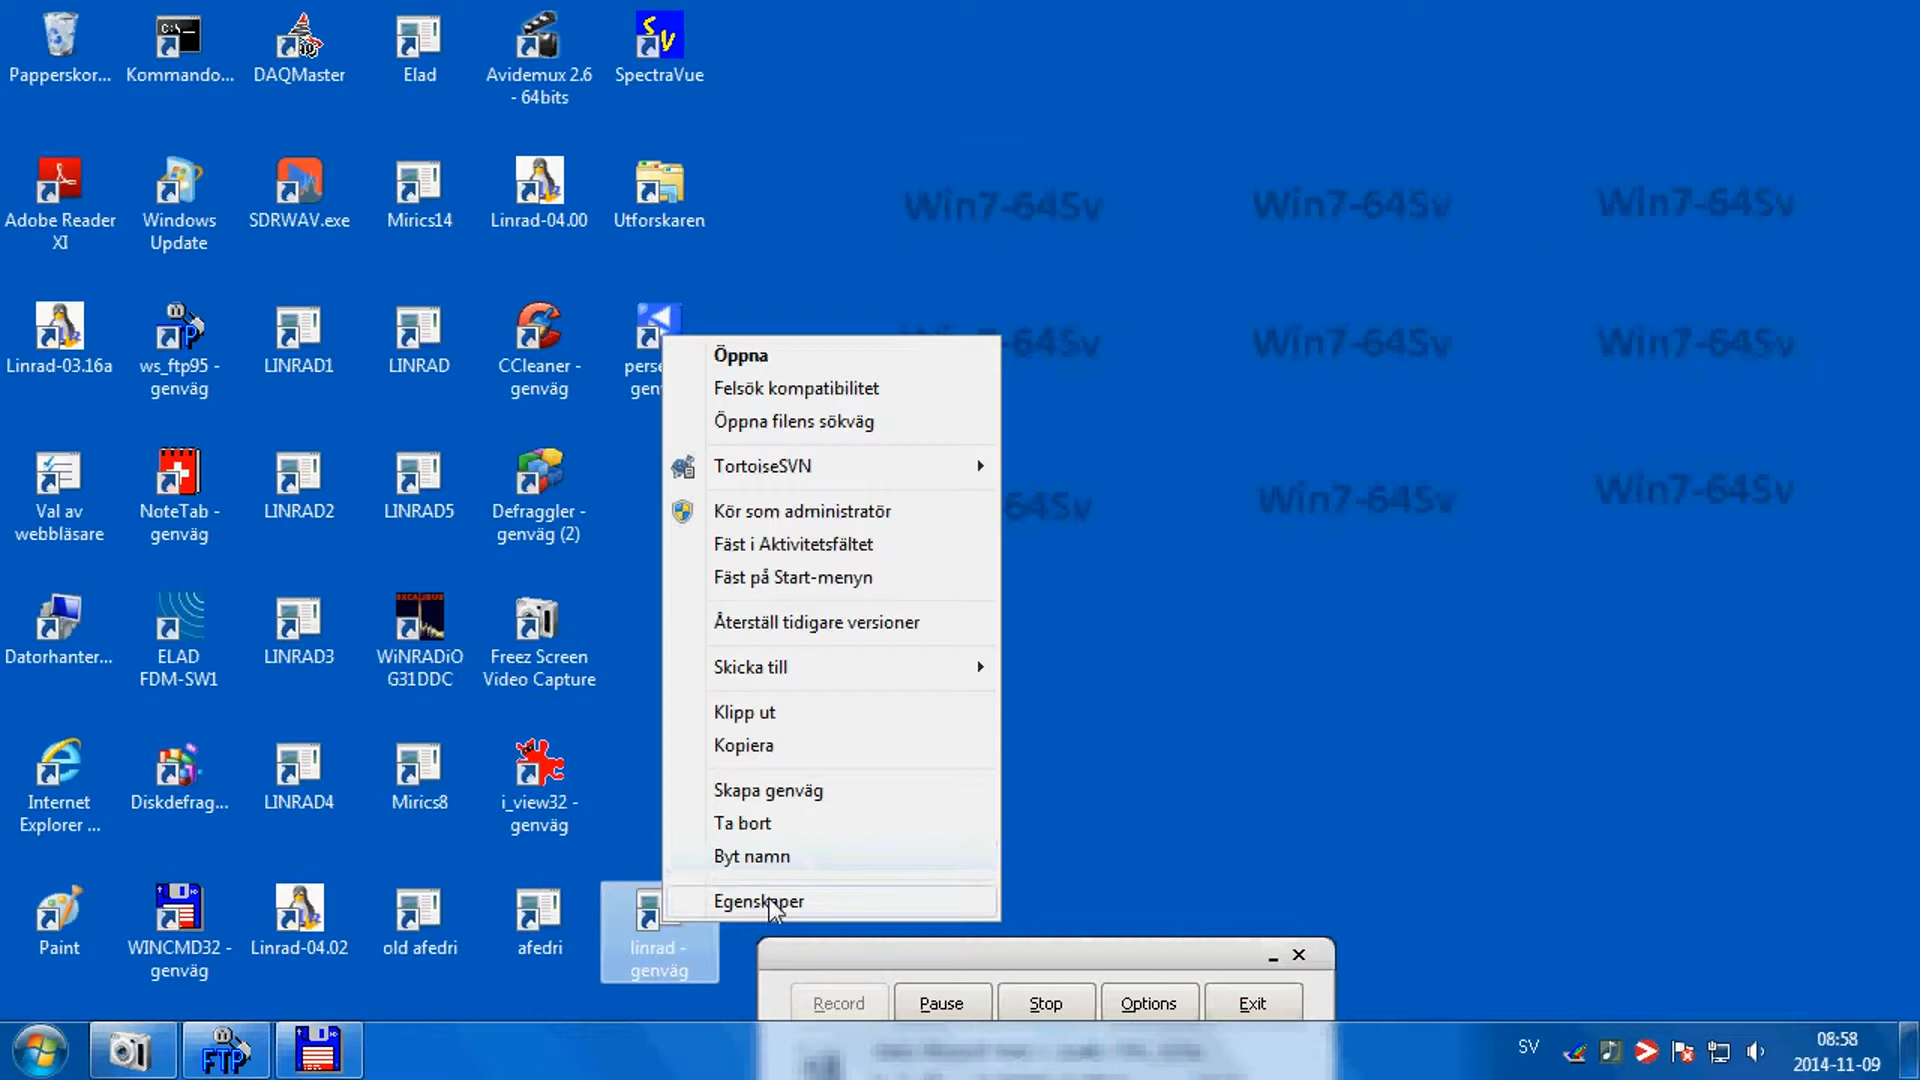 Papperskor...
Kommando...
DAQMaster
Elad
Avidemux 2.6
- 64bits
SpectraVue
Adobe Reader
XI
Windows
Update
SDRWAV.exe
Mirics14
Linrad-04.00
Utforskaren
Win7-64Sv
Win7-64Sv
Win7-64Sv
Linrad-03.16a
ws_ftp95 -
genväg
LINRAD1
LINRAD
CCleaner -
genväg
Win7-64Sv
Win7-64Sv
Val av
webbläsare
NoteTab -
genväg
LINRAD2
LINRAD5
Defraggler -
genväg (2)
Win7-64Sv
Win7-64Sv
Datorhanter...
ELAD
FDM-SW1
LINRAD3
WiNRADiO
G31DDC
Freez Screen
Video Capture
Internet
Explorer ...
Diskdefrag...
LINRAD4
Mirics8
i_view32 -
genväg
Paint
WINCMD32 -
genväg
Linrad-04.02
old afedri
afedri
linrad -
genväg
Öppna
Felsök kompatibilitet
Öppna filens sökväg
TortoiseSVN
Kör som administratör
Fäst i Aktivitetsfältet
Fäst på Start-menyn
Återställ tidigare versioner
Skicka till
Klipp ut
Kopiera
Skapa genväg
Ta bort
Byt namn
Egenskaper
Record
Pause
Stop
Options
Exit
FTP
SV
08:58
2014-11-09